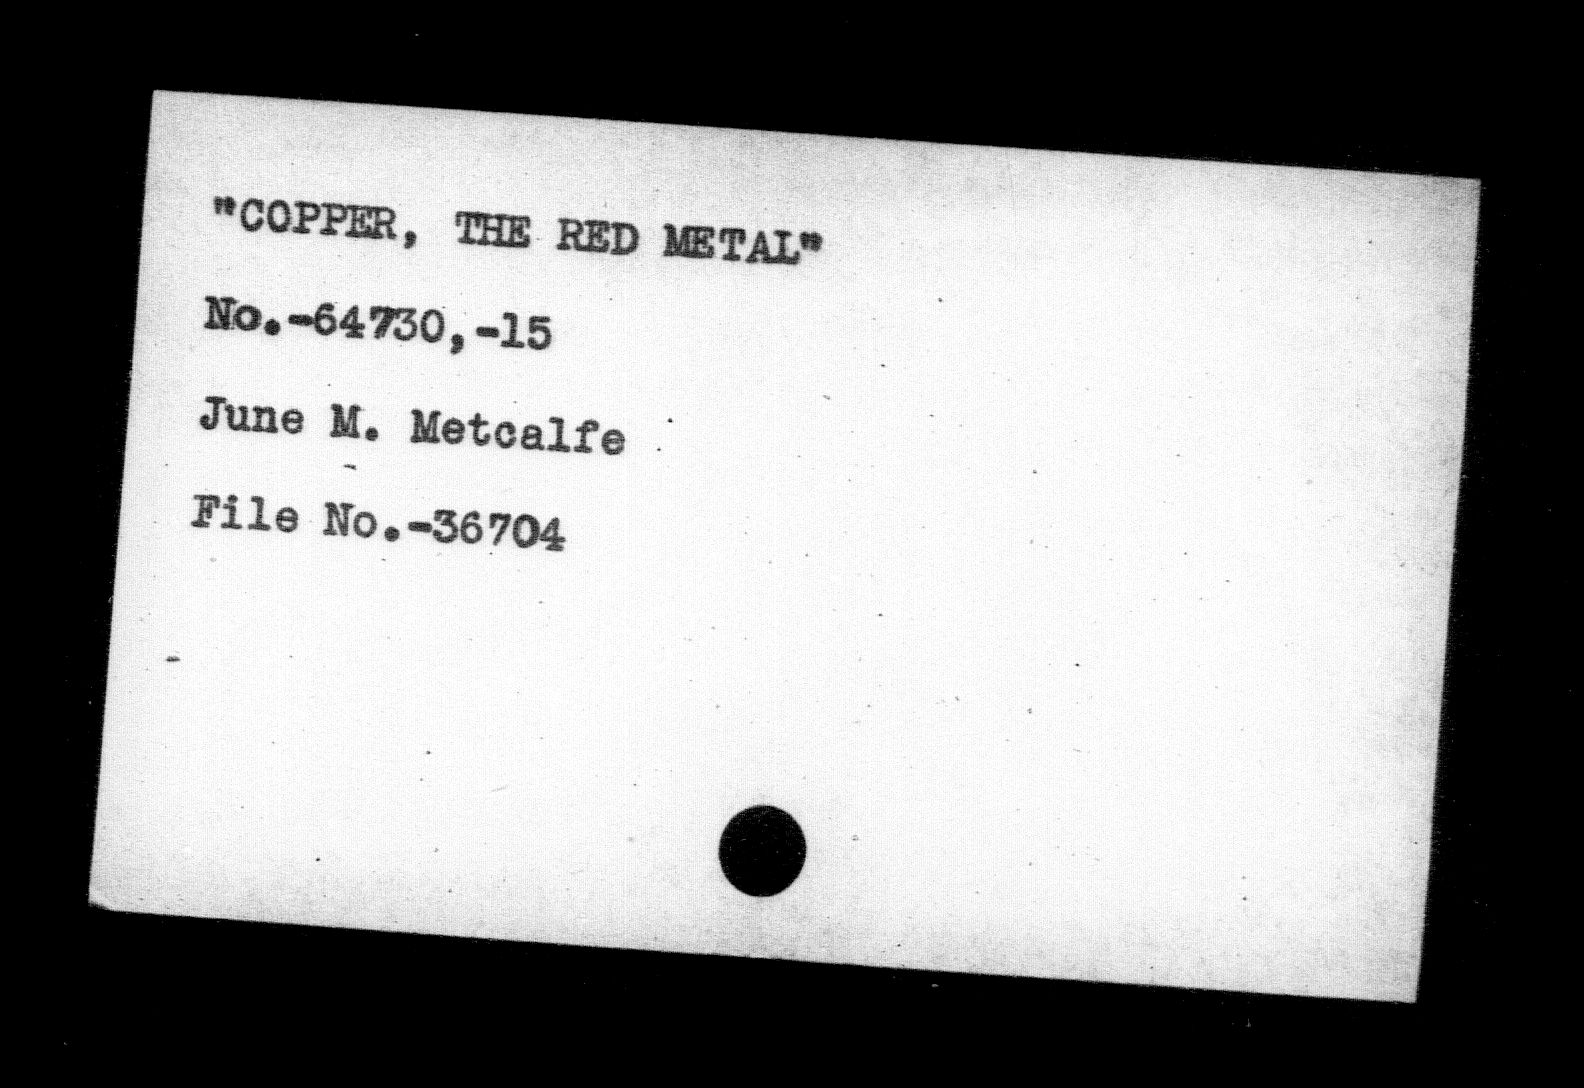 "COPPER, THE RED METAL"
No.-64730,-15
June M. Metcalfe
File No.-36704